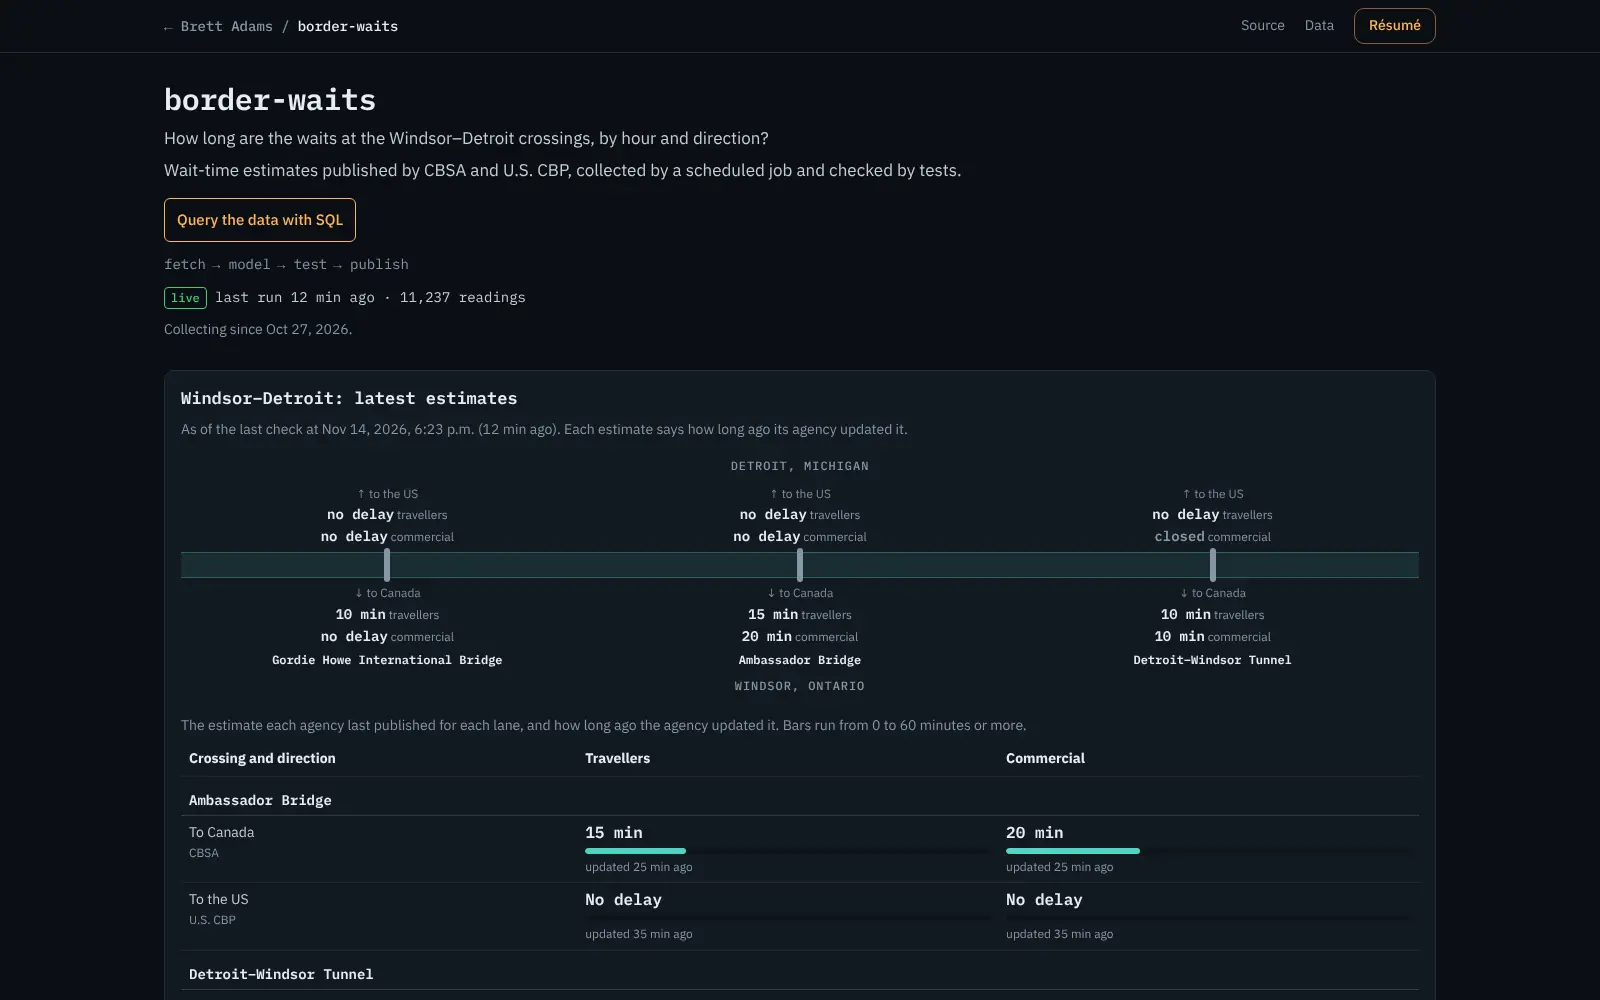 ← Brett Adams / border-waits
Source Data Résumé
border-waits
How long are the waits at the Windsor–Detroit crossings, by hour and direction?
Wait-time estimates published by CBSA and U.S. CBP, collected by a scheduled job and checked by tests.
Query the data with SQL
fetch → model → test → publish
live last run 12 min ago · 11,237 readings
Collecting since Oct 27, 2026.
Windsor–Detroit: latest estimates
As of the last check at Nov 14, 2026, 6:23 p.m. (12 min ago). Each estimate says how long ago its agency updated it.
DETROIT, MICHIGAN
↑ to the US ↑ to the US ↑ to the US
no delay travellers no delay travellers no delay travellers
no delay commercial no delay commercial closed commercial
↓ to Canada ↓ to Canada ↓ to Canada
10 min travellers 15 min travellers 10 min travellers
no delay commercial 20 min commercial 10 min commercial
Gordie Howe International Bridge Ambassador Bridge Detroit–Windsor Tunnel
WINDSOR, ONTARIO
The estimate each agency last published for each lane, and how long ago the agency updated it. Bars run from 0 to 60 minutes or more.
Crossing and direction Travellers Commercial
Ambassador Bridge
To Canada 15 min 20 min
CBSA updated 25 min ago updated 25 min ago
To the US No delay No delay
U.S. CBP updated 35 min ago updated 35 min ago
Detroit–Windsor Tunnel